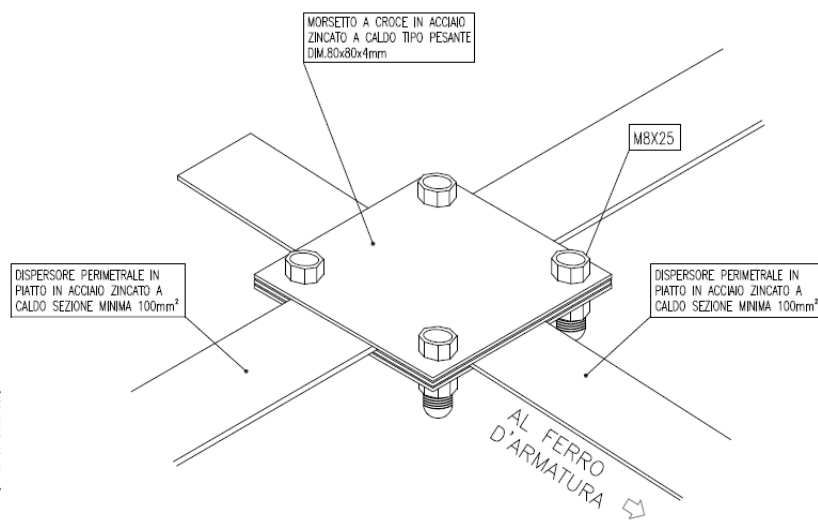 MORSETTO A CROCE IN ACCIAIO
ZINCATO A CALDO TIPO PESANTE
DIM.80x80x4mm
M8X25
DISPERSORE PERIMETRALE IN
PIATTO IN ACCIAIO ZINCATO A
CALDO SEZIONE MINIMA 100mm²
DISPERSORE PERIMETRALE IN
PIATTO IN ACCIAIO ZINCATO A
CALDO SEZIONE MINIMA 100mm²
AL FERRO
D'ARMATURA